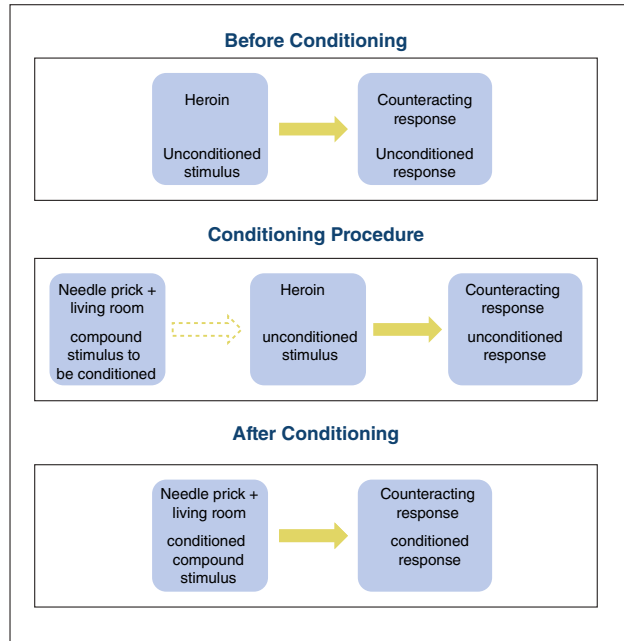 Before Conditioning
Heroin
Unconditioned
stimulus
Counteracting
response
Unconditioned
response
Conditioning Procedure
Needle prick +
living room
compound
stimulus to
be conditioned
Heroin
unconditioned
stimulus
Counteracting
response
unconditioned
response
After Conditioning
Needle prick +
living room
conditioned
compound
stimulus
Counteracting
response
conditioned
response